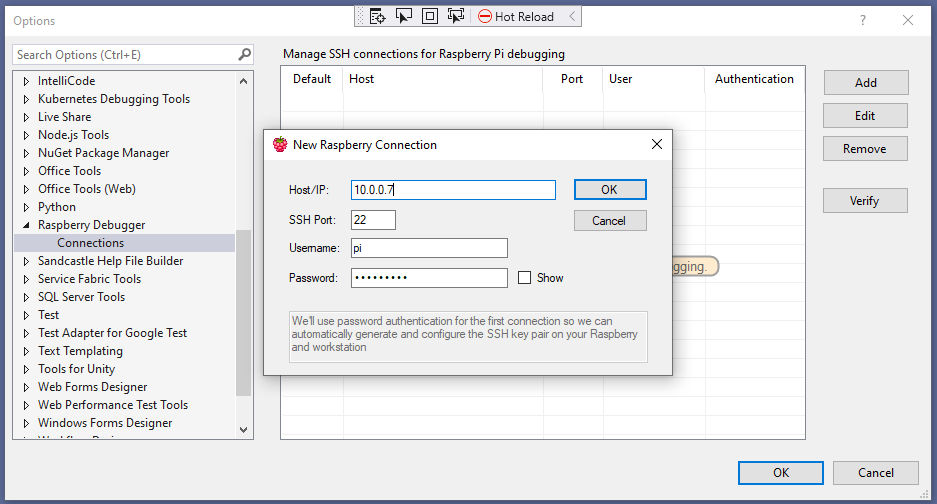 Options
Hot Reload
Search Options (Ctrl+E)
IntelliCode
Kubernetes Debugging Tools
Live Share
Node.js Tools
NuGet Package Manager
Office Tools
Office Tools (Web)
Python
Raspberry Debugger
Connections
Sandcastle Help File Builder
Service Fabric Tools
SQL Server Tools
Test
Test Adapter for Google Test
Text Templating
Tools for Unity
Web Forms Designer
Web Performance Test Tools
Windows Forms Designer
Manage SSH connections for Raspberry Pi debugging
Default Host Port User Authentication
Add
Edit
Remove
Verify
gging.
New Raspberry Connection
Host/IP: 10.0.0.7 OK
SSH Port: 22 Cancel
Username: pi
Password: ••••••••• Show
We'll use password authentication for the first connection so we can
automatically generate and configure the SSH key pair on your Raspberry
and workstation
OK Cancel